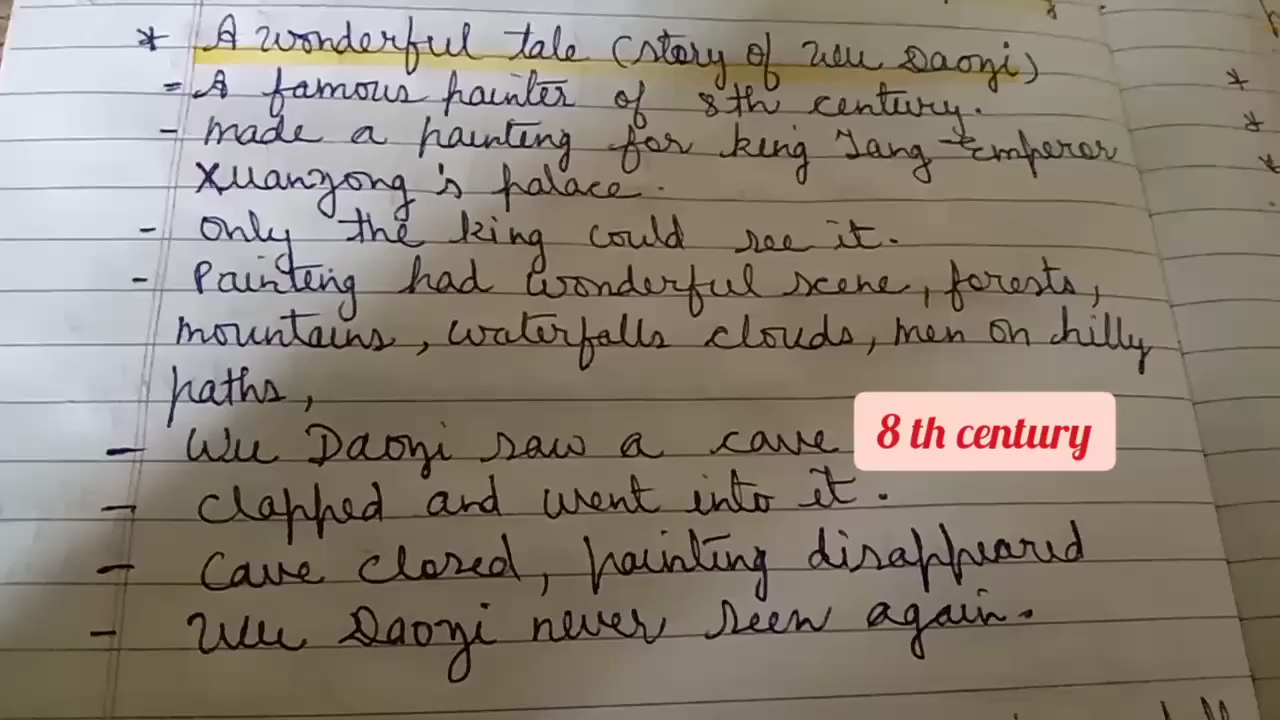 * A wonderful tale (story of Wu Daozi)
= A famous painter of 8th century.
- made a painting for king Tang Emperor
Xuanzong's palace.
- only the king could see it.
- Painting had wonderful scene, forests,
mountains, waterfalls clouds, men on hilly
paths,
- Wu Daozi saw a cave
8 th century
- clapped and went into it.
- Cave closed, painting disappeared
- Wu Daozi never seen again.